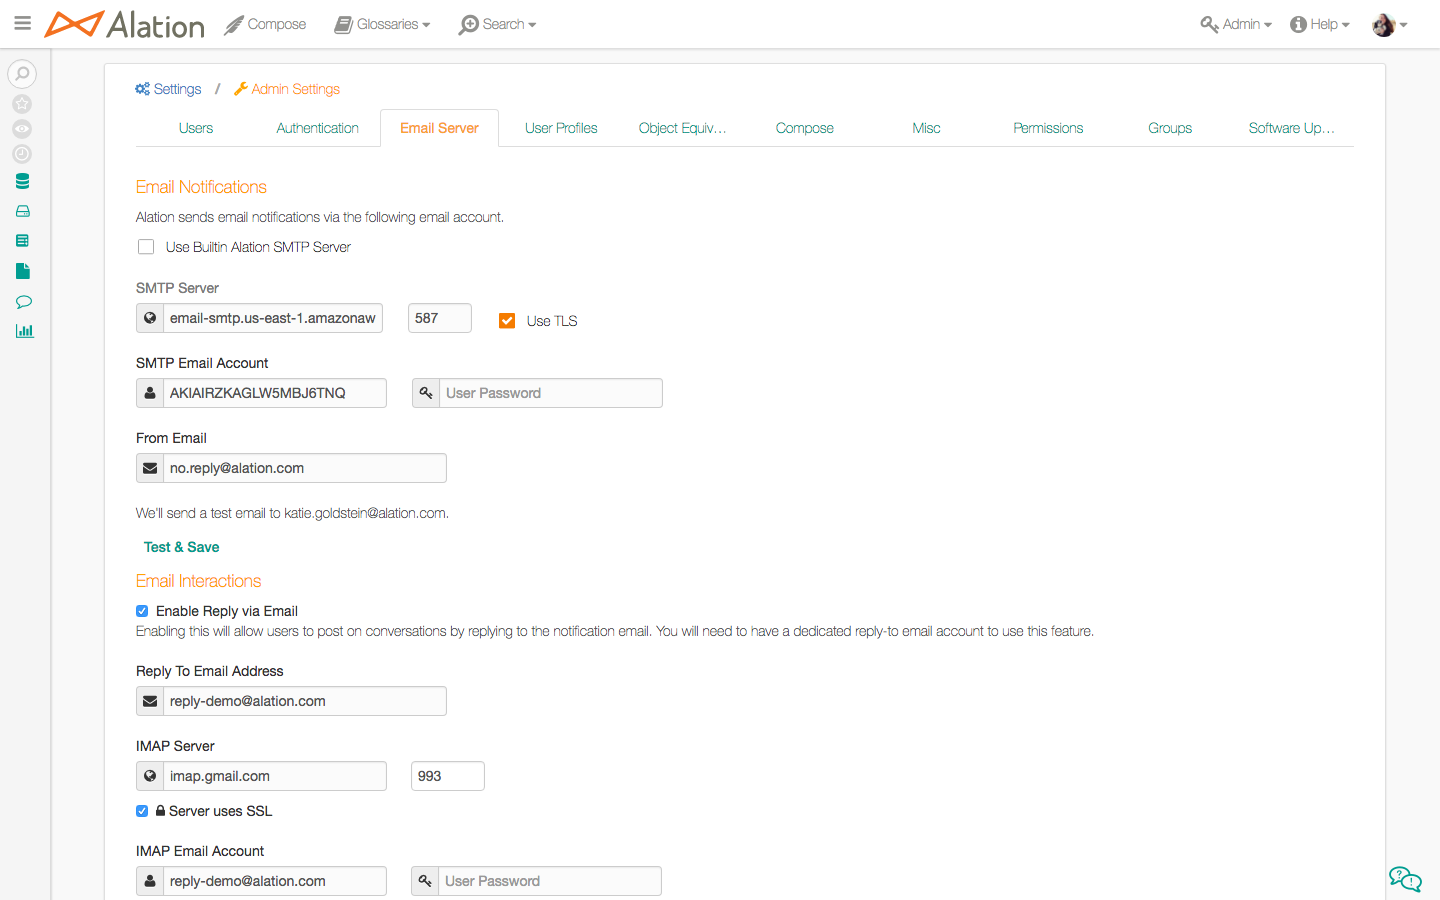 Alation Compose Glossaries Search Admin Help
Settings / Admin Settings
Users Authentication Email Server User Profiles Object Equiv... Compose Misc Permissions Groups Software Up...
Email Notifications
Alation sends email notifications via the following email account.
Use Builtin Alation SMTP Server
SMTP Server
email-smtp.us-east-1.amazonaw 587 Use TLS
SMTP Email Account
AKIAIRZKAGLW5MBJ6TNQ User Password
From Email
no.reply@alation.com
We'll send a test email to katie.goldstein@alation.com.
Test & Save
Email Interactions
Enable Reply via Email
Enabling this will allow users to post on conversations by replying to the notification email. You will need to have a dedicated reply-to email account to use this feature.
Reply To Email Address
reply-demo@alation.com
IMAP Server
imap.gmail.com 993
Server uses SSL
IMAP Email Account
reply-demo@alation.com User Password